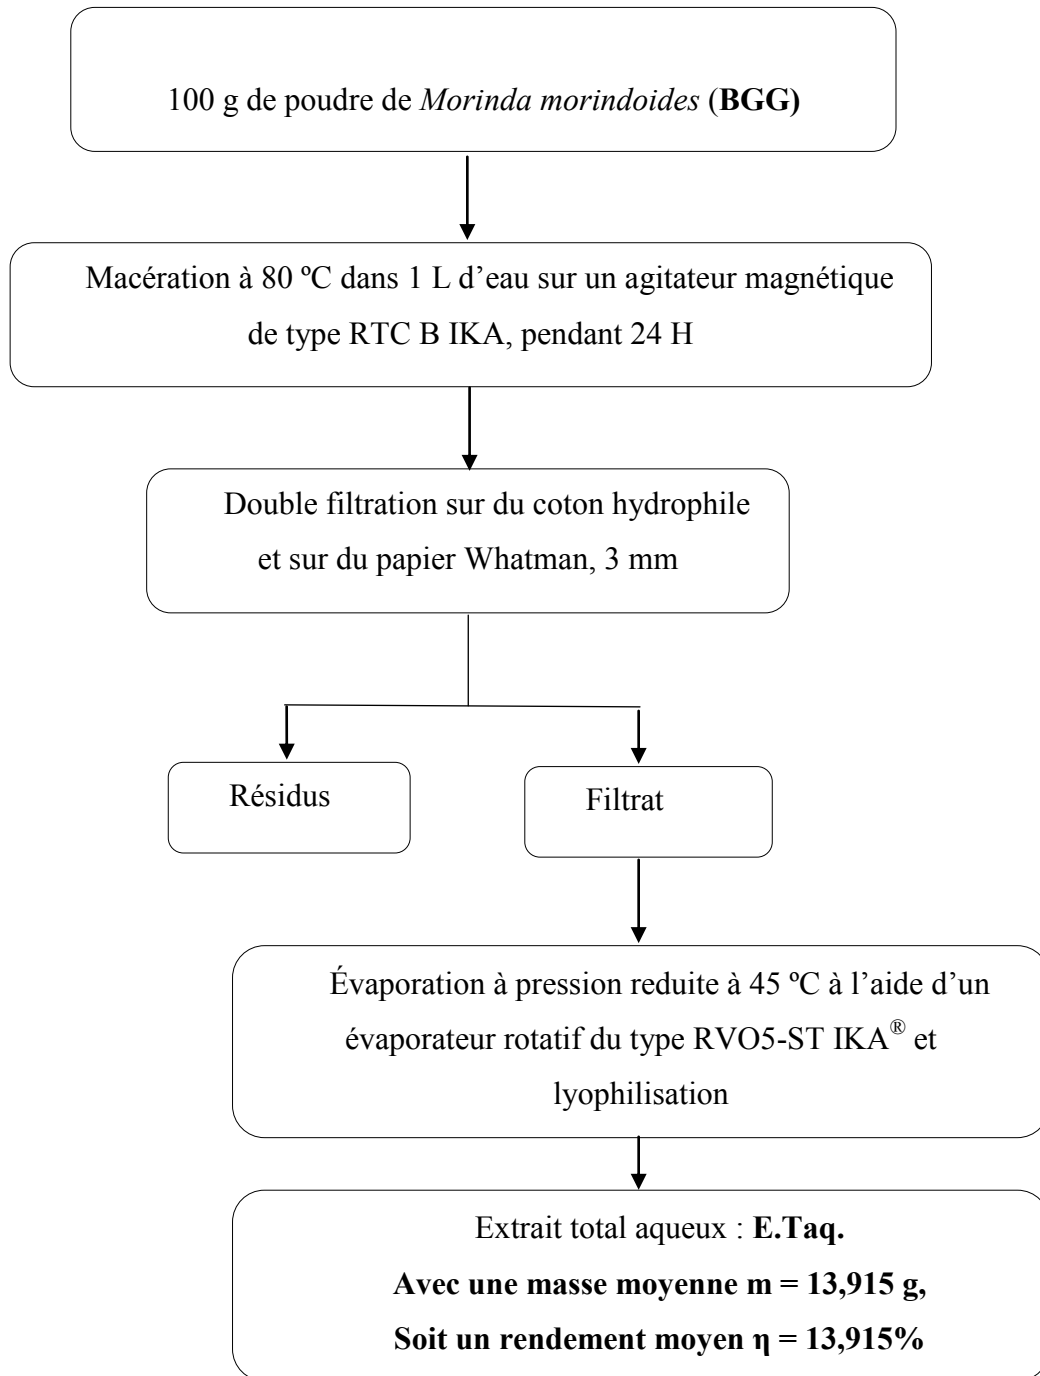 100 g de poudre de Morinda morindoides (BGG)
Macération à 80 ºC dans 1 L d’eau sur un agitateur magnétique
de type RTC B IKA, pendant 24 H
Double filtration sur du coton hydrophile
et sur du papier Whatman, 3 mm
Résidus
Filtrat
Évaporation à pression reduite à 45 ºC à l’aide d’un
évaporateur rotatif du type RVO5-ST IKA® et
lyophilisation
Extrait total aqueux : E.Taq.
Avec une masse moyenne m = 13,915 g,
Soit un rendement moyen η = 13,915%